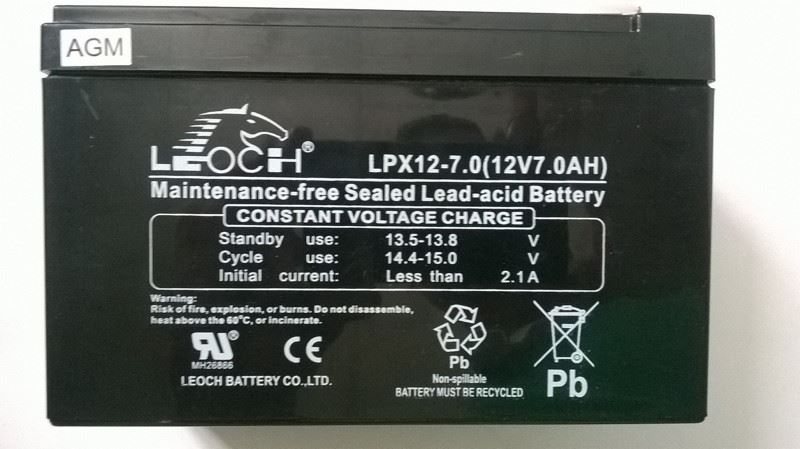 AGM
LEOCH®
LPX12-7.0(12V7.0AH)
Maintenance-free Sealed Lead-acid Battery
CONSTANT VOLTAGE CHARGE
Standby use: 13.5-13.8 V
Cycle use: 14.4-15.0 V
Initial current: Less than 2.1A
Warning:
Risk of fire, explosion, or burns. Do not disassemble,
heat above the 60°C, or incinerate.
RU®
MH26866
CE
LEOCH BATTERY CO.,LTD.
Pb
Non-spillable
BATTERY MUST BE RECYCLED
Pb